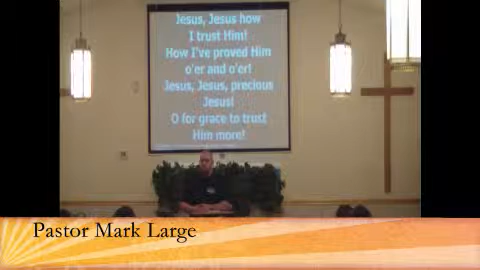 Jesus, Jesus how
I trust Him!
How I've proved Him
o'er and o'er!
Jesus, Jesus, precious
Jesus!
O for grace to trust
Him more!
Pastor Mark Large